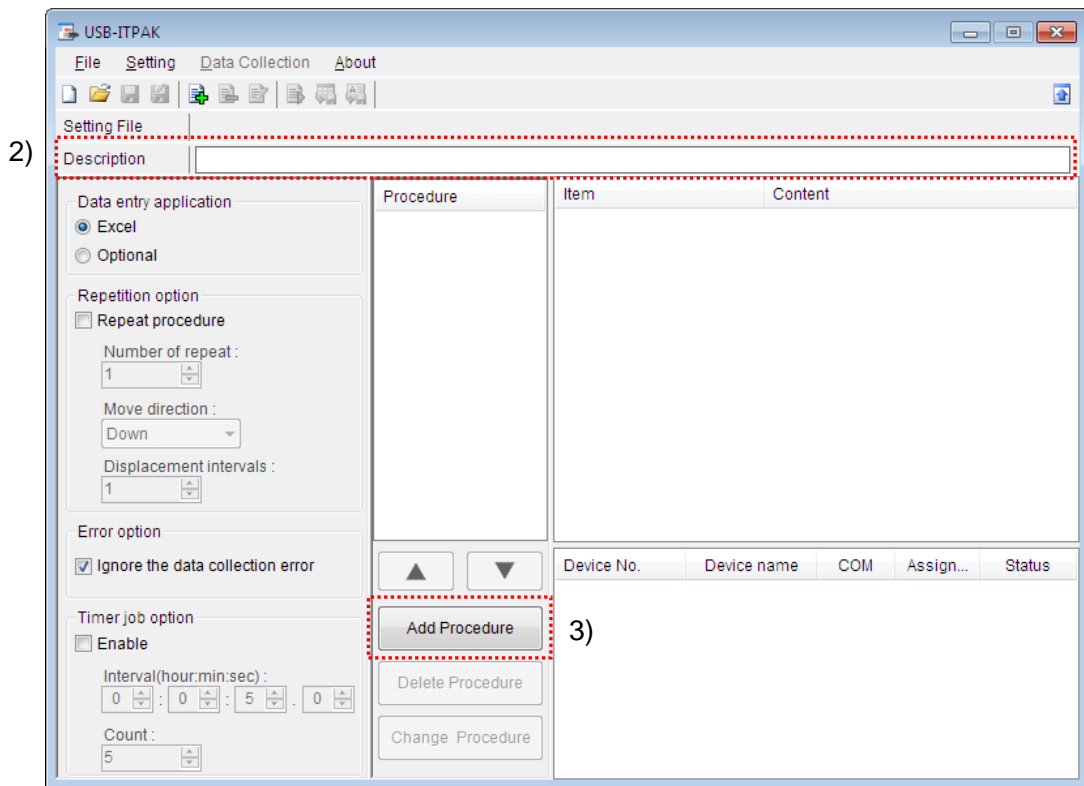 USB-ITPAK
File Setting Data Collection About
Setting File
2)
Description
Data entry application
Excel
Optional
Repetition option
Repeat procedure
Number of repeat :
1
Move direction :
Down
Displacement intervals :
1
Error option
Ignore the data collection error
Timer job option
Enable
Interval(hour:min:sec) :
0 : 0 : 5 . 0
Count :
5
Procedure
Add Procedure
3)
Delete Procedure
Change Procedure
Item Content
Device No. Device name COM Assign... Status